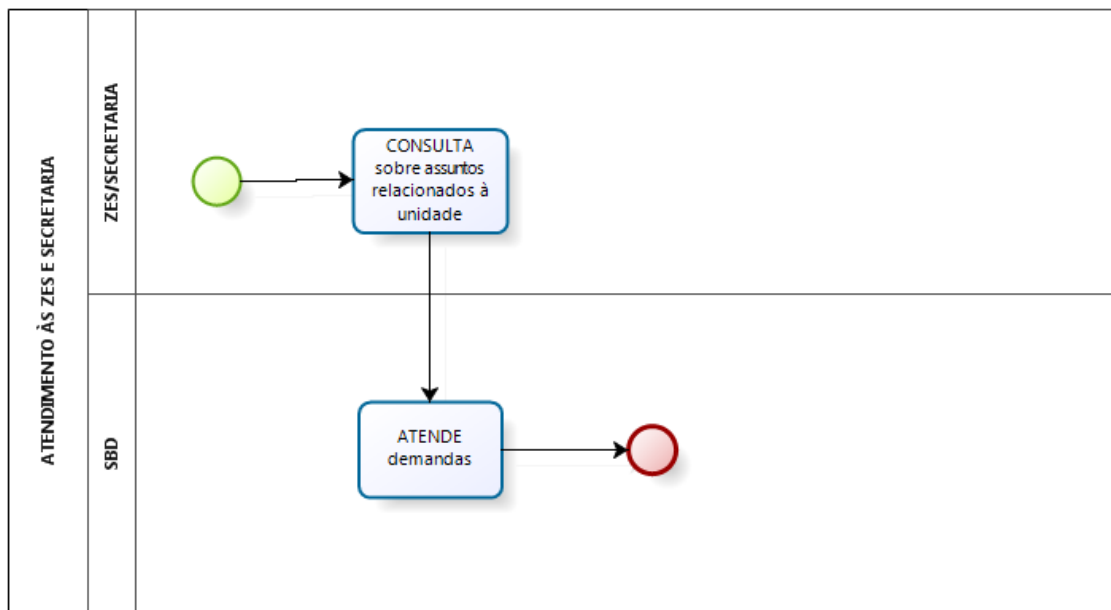 ATENDIMENTO ÀS ZES E SECRETARIA
ZES/SECRETARIA
CONSULTA
sobre assuntos
relacionados à
unidade
SBD
ATENDE
demandas